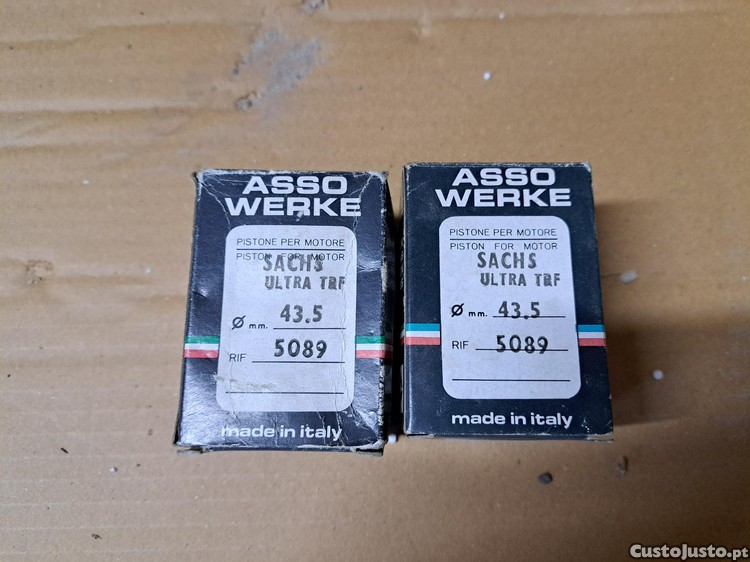 ASSO
WERKE
PISTONE PER MOTORE
PISTON FOR MOTOR
SACHS
ULTRA TRF
Ø mm. 43.5
RIF 5089
made in italy
ASSO
WERKE
PISTONE PER MOTORE
PISTON FOR MOTOR
SACHS
ULTRA TRF
Ø mm. 43.5
RIF 5089
made in italy
CustoJusto.pt